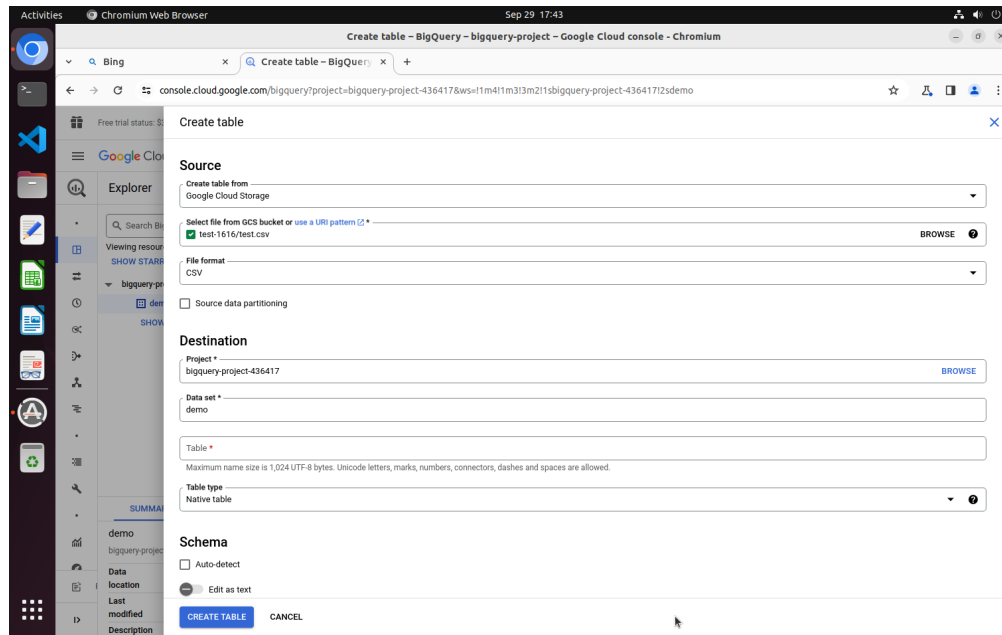 Activities
Chromium Web Browser
Sep 29 17:43
Create table – BigQuery – bigquery-project – Google Cloud console - Chromium
Bing
Create table – BigQuery
console.cloud.google.com/bigquery?project=bigquery-project-436417&ws=!1m4!1m3!3m2!1sbigquery-project-436417!2sdemo
Free trial status: $
Google Clo
Explorer
Search Bi
Viewing resour
SHOW STARR
bigquery-pr
dem
SHOW
SUMMAR
demo
bigquery-projec
Data
location
Last
modified
Description
Create table
Source
Create table from
Google Cloud Storage
Select file from GCS bucket or use a URI pattern *
test-1616/test.csv
BROWSE
File format
CSV
Source data partitioning
Destination
Project *
bigquery-project-436417
BROWSE
Data set *
demo
Table *
Maximum name size is 1,024 UTF-8 bytes. Unicode letters, marks, numbers, connectors, dashes and spaces are allowed.
Table type
Native table
Schema
Auto-detect
Edit as text
CREATE TABLE
CANCEL